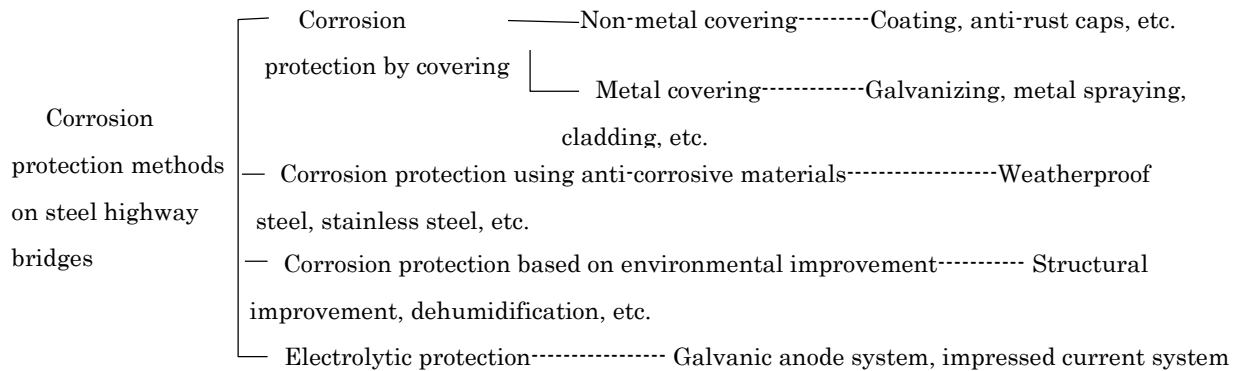 Corrosion
protection by covering
Non-metal covering---------Coating, anti-rust caps, etc.
Metal covering-------------Galvanizing, metal spraying,
cladding, etc.
Corrosion
protection methods
on steel highway
bridges
Corrosion protection using anti-corrosive materials-------------------Weatherproof
steel, stainless steel, etc.
Corrosion protection based on environmental improvement----------- Structural
improvement, dehumidification, etc.
Electrolytic protection----------------- Galvanic anode system, impressed current system